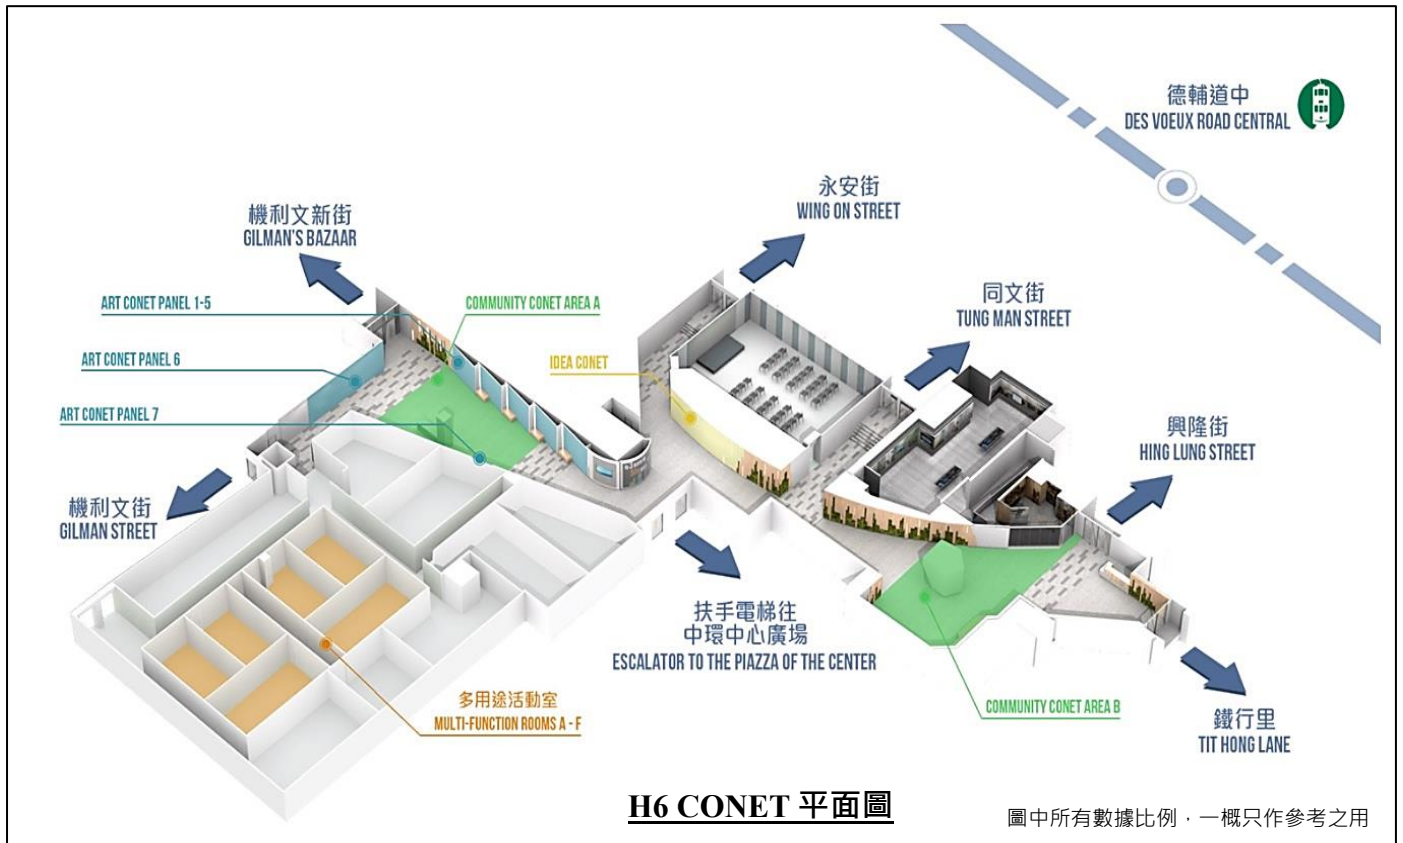 德輔道中
DES VOEUX ROAD CENTRAL
永安街
WING ON STREET
機利文新街
GILMAN'S BAZAAR
同文街
TUNG MAN STREET
ART CONET PANEL 1-5
COMMUNITY CONET AREA A
ART CONET PANEL 6
IDEA CONET
ART CONET PANEL 7
興隆街
HING LUNG STREET
機利文街
GILMAN STREET
扶手電梯往
中環中心廣場
ESCALATOR TO THE PIAZZA OF THE CENTER
多用途活動室
MULTI-FUNCTION ROOMS A - F
COMMUNITY CONET AREA B
鐵行里
TIT HONG LANE
H6 CONET 平面圖
圖中所有數據比例，一概只作參考之用